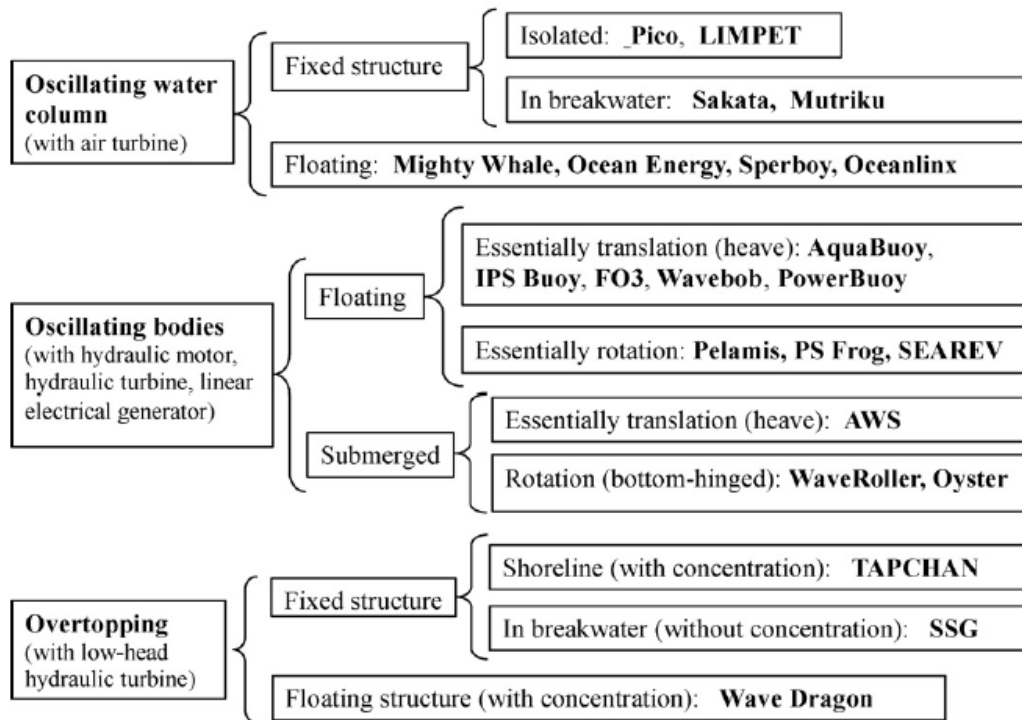 Isolated: _Pico, LIMPET
Fixed structure
Oscillating water
column
(with air turbine)
In breakwater: Sakata, Mutriku
Floating: Mighty Whale, Ocean Energy, Sperboy, Oceanlinx
Essentially translation (heave): AquaBuoy,
IPS Buoy, FO3, Wavebob, PowerBuoy
Floating
Oscillating bodies
(with hydraulic motor,
hydraulic turbine, linear
electrical generator)
Essentially rotation: Pelamis, PS Frog, SEAREV
Essentially translation (heave): AWS
Submerged
Rotation (bottom-hinged): WaveRoller, Oyster
Shoreline (with concentration): TAPCHAN
Fixed structure
Overtopping
(with low-head
hydraulic turbine)
In breakwater (without concentration): SSG
Floating structure (with concentration): Wave Dragon